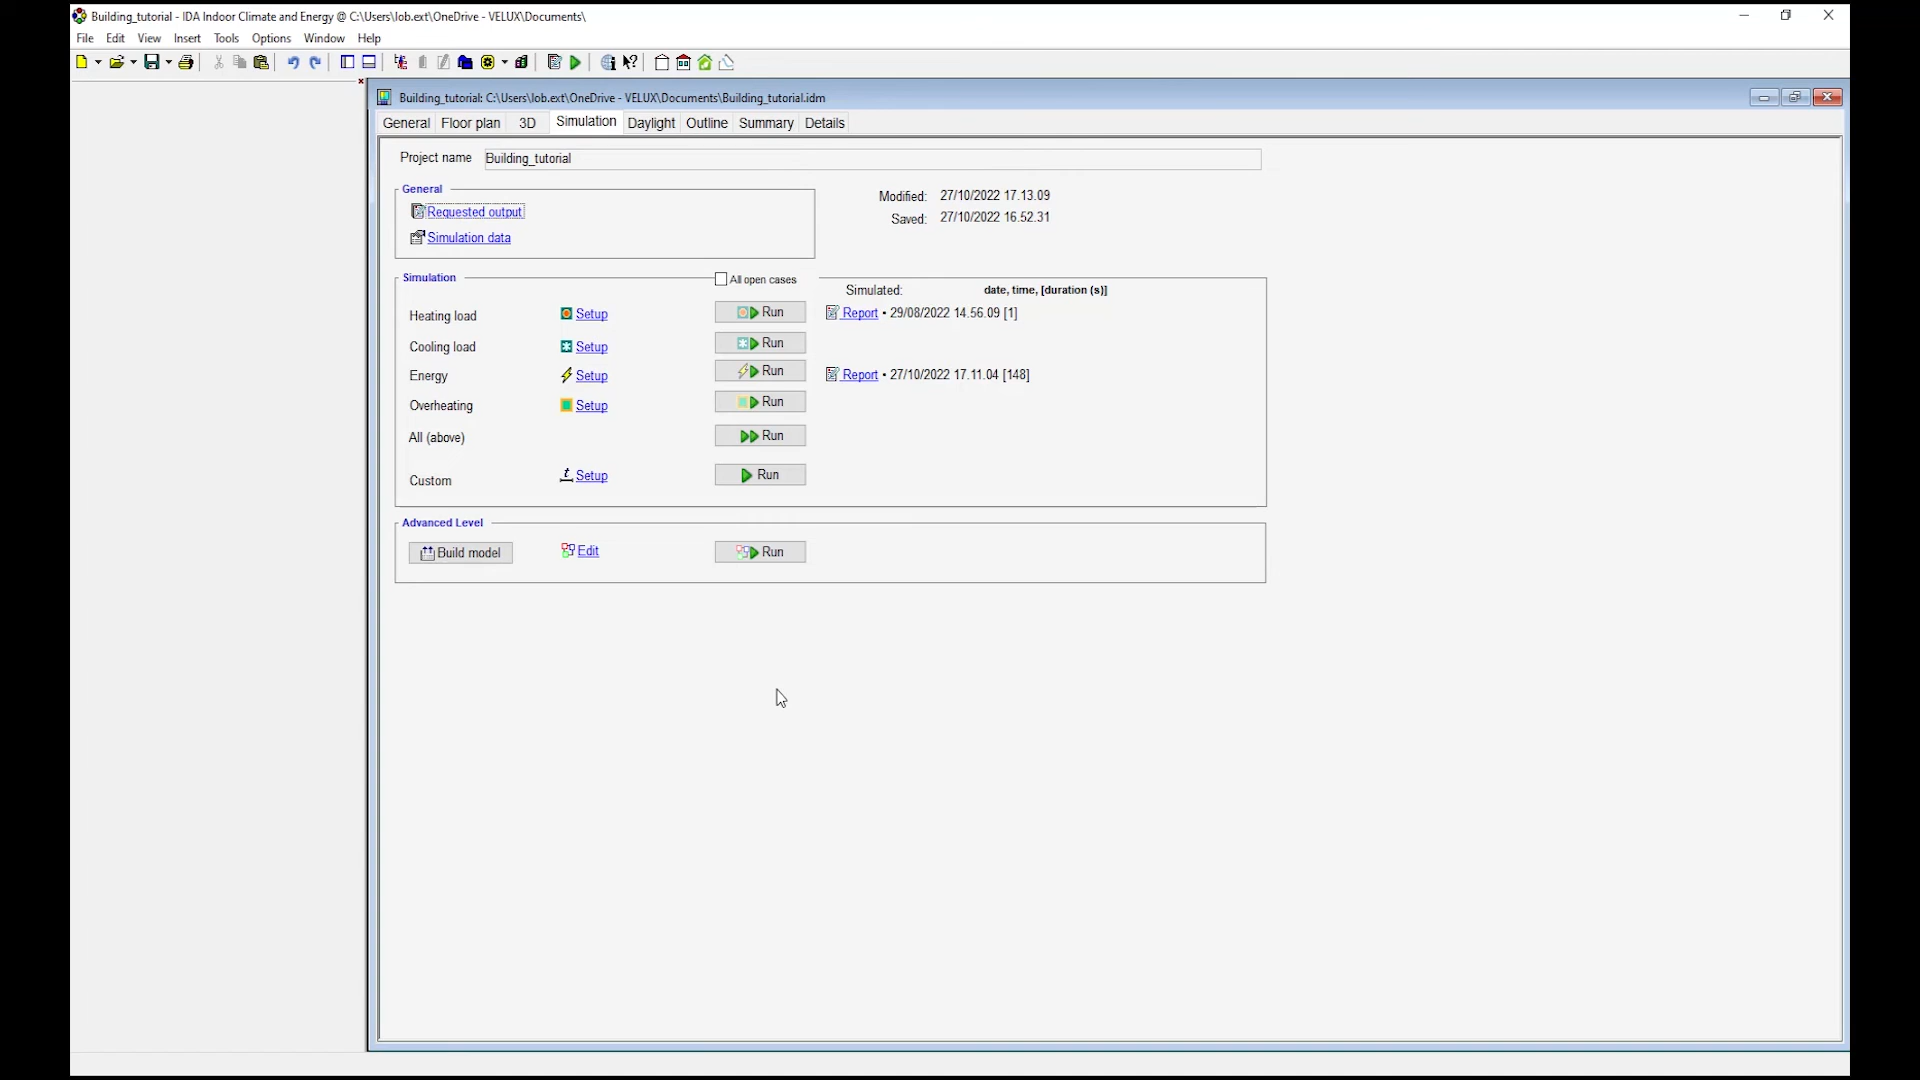 Building_tutorial - IDA Indoor Climate and Energy @ C:\Users\lob.ext\OneDrive - VELUX\Documents\
File Edit View Insert Tools Options Window Help
Building_tutorial: C:\Users\lob.ext\OneDrive - VELUX\Documents\Building_tutorial.idm
General Floor plan 3D Simulation Daylight Outline Summary Details
Project name Building_tutorial
General
Requested output
Simulation data
Modified: 27/10/2022 17.13.09
Saved: 27/10/2022 16.52.31
Simulation All open cases
Simulated: date, time, [duration (s)]
Heating load Setup Run Report • 29/08/2022 14.56.09 [1]
Cooling load Setup Run
Energy Setup Run Report • 27/10/2022 17.11.04 [148]
Overheating Setup Run
All (above) Run
Custom Setup Run
Advanced Level
Build model Edit Run